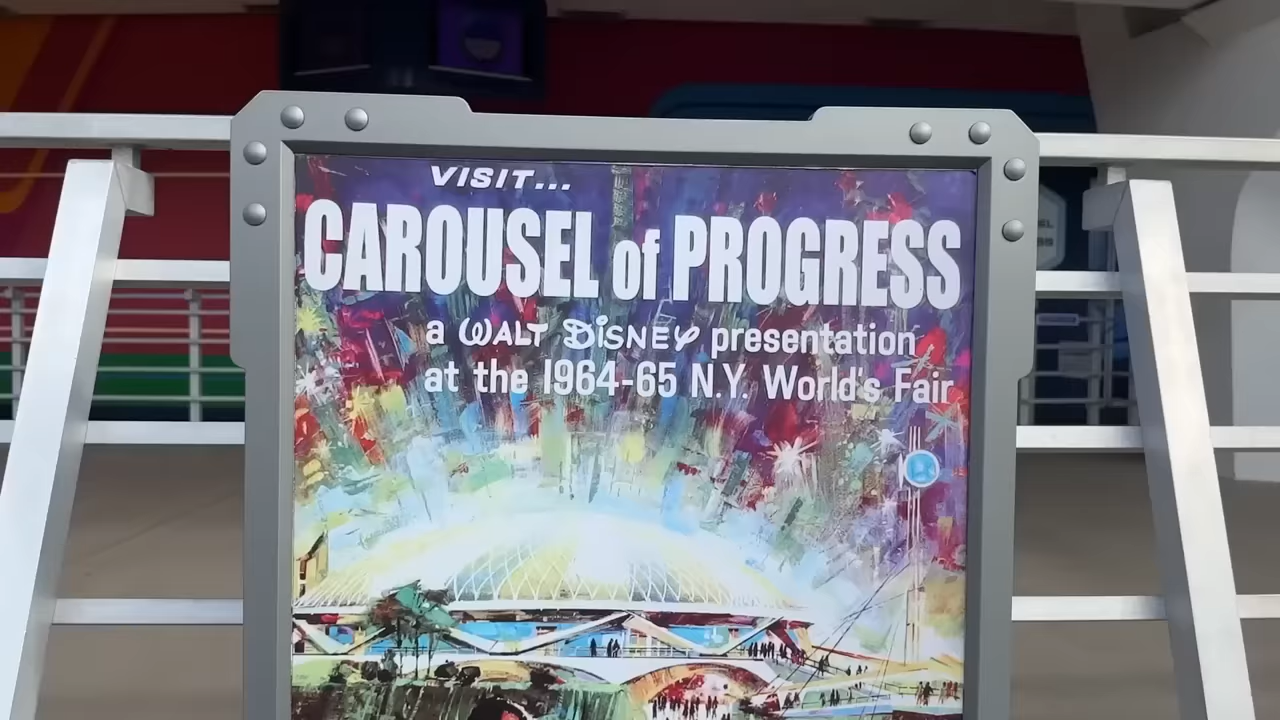 VISIT...
CAROUSEL of PROGRESS
a WALT DISNEY presentation
at the 1964-65 N.Y. World's Fair